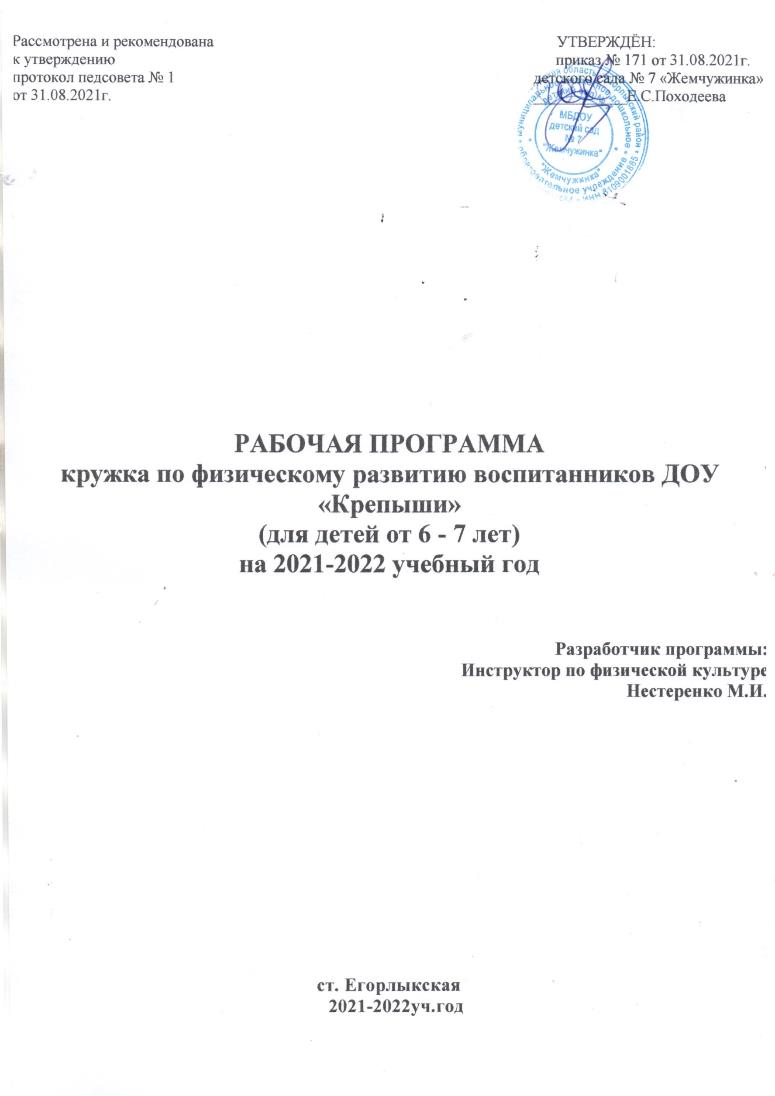 Рассмотрена и рекомендована
к утверждению
протокол педсовета № 1
от 31.08.2021г.
УТВЕРЖДЁН:
приказ № 171 от 31.08.2021г.
детского сада № 7 «Жемчужинка»
Е.С.Походеева
МБДОУ
детский сад
№ 7
"Жемчужинка"
"Жемчужинка"
РАБОЧАЯ ПРОГРАММА
кружка по физическому развитию воспитанников ДОУ
«Крепыши»
(для детей от 6 - 7 лет)
на 2021-2022 учебный год
Разработчик программы:
Инструктор по физической культуре
Нестеренко М.И.
ст. Егорлыкская
2021-2022уч.год